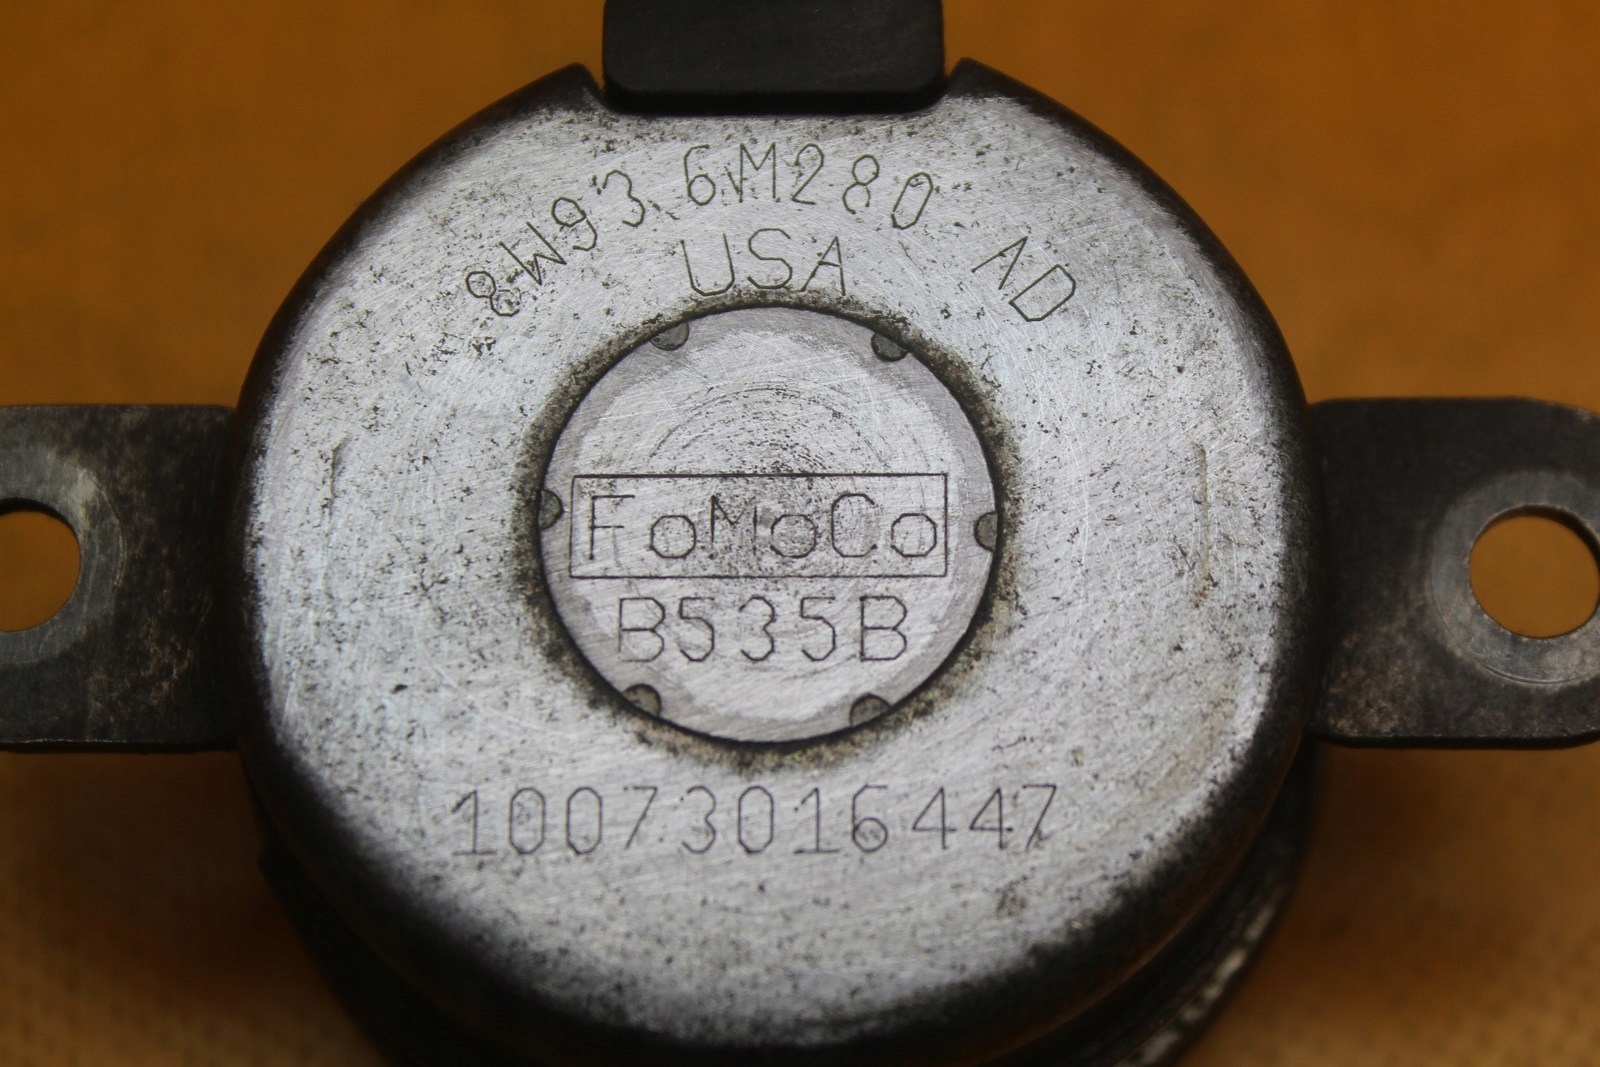 8W93 6M280 AD
USA
FoMoCo
B535B
10073016447